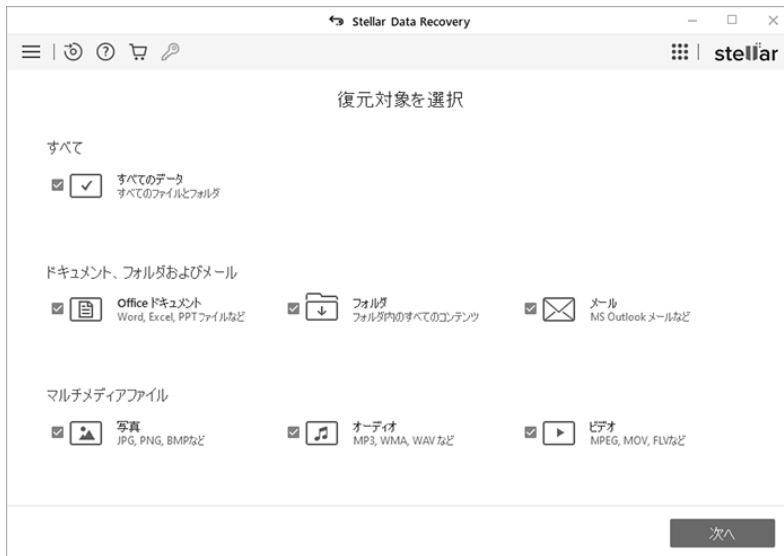 Stellar Data Recovery
stellar
復元対象を選択
すべて
すべてのデータ
すべてのファイルとフォルダ
ドキュメント、フォルダおよびメール
Office ドキュメント
Word, Excel, PPTファイルなど
フォルダ
フォルダ内のすべてのコンテンツ
メール
MS Outlook メールなど
マルチメディアファイル
写真
JPG, PNG, BMPなど
オーディオ
MP3, WMA, WAV など
ビデオ
MPEG, MOV, FLVなど
次へ